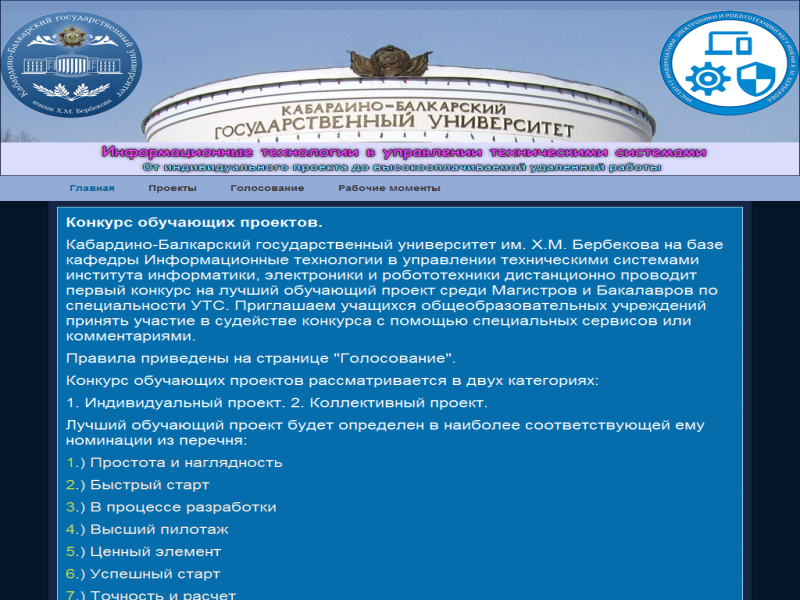 Кабардино-Балкарский государственный университет
имени Х.М. Бербекова
КАБАРДИНО-БАЛКАРСКИЙ
ГОСУДАРСТВЕННЫЙ УНИВЕРСИТЕТ
Информационные технологии в управлении техническими системами
От индивидуального проекта до высокооплачиваемой удаленной работы
Главная Проекты Голосование Рабочие моменты
Конкурс обучающих проектов.
Кабардино-Балкарский государственный университет им. Х.М. Бербекова на базе
кафедры Информационные технологии в управлении техническими системами
института информатики, электроники и робототехники дистанционно проводит
первый конкурс на лучший обучающий проект среди Магистров и Бакалавров по
специальности УТС. Приглашаем учащихся общеобразовательных учреждений
принять участие в судействе конкурса с помощью специальных сервисов или
комментариями.
Правила приведены на странице "Голосование".
Конкурс обучающих проектов рассматривается в двух категориях:
1. Индивидуальный проект. 2. Коллективный проект.
Лучший обучающий проект будет определен в наиболее соответствующей ему
номинации из перечня:
1.) Простота и наглядность
2.) Быстрый старт
3.) В процессе разработки
4.) Высший пилотаж
5.) Ценный элемент
6.) Успешный старт
7.) Точность и расчет